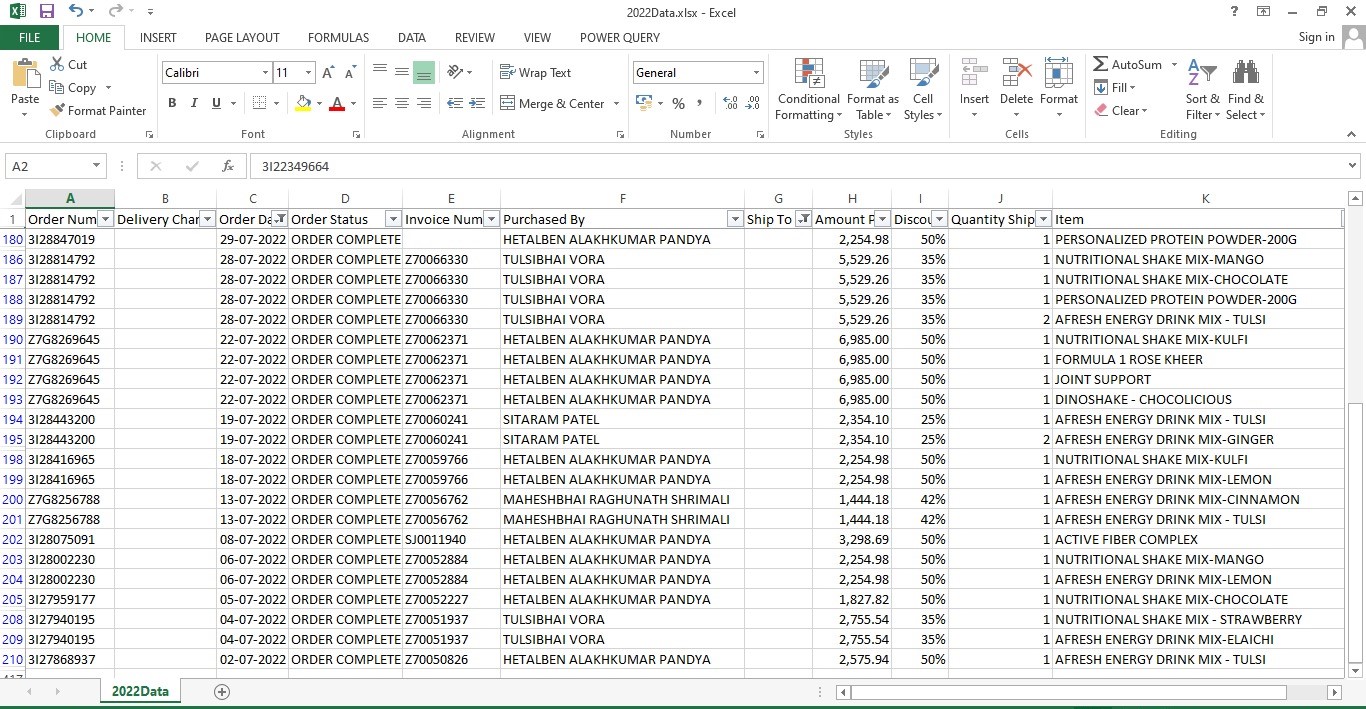 2022Data.xlsx - Excel
FILE HOME INSERT PAGE LAYOUT FORMULAS DATA REVIEW VIEW POWER QUERY Sign in
Paste
Cut
Copy
Format Painter
Clipboard
Calibri 11
B I U
Font
Wrap Text
Merge & Center
Alignment
General
Number
Conditional Formatting
Format as Table
Cell Styles
Styles
Insert Delete Format
Cells
AutoSum
Fill
Clear
Sort & Filter
Find & Select
Editing
A2 fx 3I22349664
A B C D E F G H I J K
1 Order Num Delivery Char Order Da Order Status Invoice Num Purchased By Ship To Amount P Discou Quantity Ship Item
180 3I28847019 29-07-2022 ORDER COMPLETE HETALBEN ALAKHKUMAR PANDYA 2,254.98 50% 1 PERSONALIZED PROTEIN POWDER-200G
186 3I28814792 28-07-2022 ORDER COMPLETE Z70066330 TULSIBHAI VORA 5,529.26 35% 1 NUTRITIONAL SHAKE MIX-MANGO
187 3I28814792 28-07-2022 ORDER COMPLETE Z70066330 TULSIBHAI VORA 5,529.26 35% 1 NUTRITIONAL SHAKE MIX-CHOCOLATE
188 3I28814792 28-07-2022 ORDER COMPLETE Z70066330 TULSIBHAI VORA 5,529.26 35% 1 PERSONALIZED PROTEIN POWDER-200G
189 3I28814792 28-07-2022 ORDER COMPLETE Z70066330 TULSIBHAI VORA 5,529.26 35% 2 AFRESH ENERGY DRINK MIX - TULSI
190 Z7G8269645 22-07-2022 ORDER COMPLETE Z70062371 HETALBEN ALAKHKUMAR PANDYA 6,985.00 50% 1 NUTRITIONAL SHAKE MIX-KULFI
191 Z7G8269645 22-07-2022 ORDER COMPLETE Z70062371 HETALBEN ALAKHKUMAR PANDYA 6,985.00 50% 1 FORMULA 1 ROSE KHEER
192 Z7G8269645 22-07-2022 ORDER COMPLETE Z70062371 HETALBEN ALAKHKUMAR PANDYA 6,985.00 50% 1 JOINT SUPPORT
193 Z7G8269645 22-07-2022 ORDER COMPLETE Z70062371 HETALBEN ALAKHKUMAR PANDYA 6,985.00 50% 1 DINOSHAKE - CHOCOLICIOUS
194 3I28443200 19-07-2022 ORDER COMPLETE Z70060241 SITARAM PATEL 2,354.10 25% 1 AFRESH ENERGY DRINK MIX - TULSI
195 3I28443200 19-07-2022 ORDER COMPLETE Z70060241 SITARAM PATEL 2,354.10 25% 2 AFRESH ENERGY DRINK MIX-GINGER
198 3I28416965 18-07-2022 ORDER COMPLETE Z70059766 HETALBEN ALAKHKUMAR PANDYA 2,254.98 50% 1 NUTRITIONAL SHAKE MIX-KULFI
199 3I28416965 18-07-2022 ORDER COMPLETE Z70059766 HETALBEN ALAKHKUMAR PANDYA 2,254.98 50% 1 AFRESH ENERGY DRINK MIX-LEMON
200 Z7G8256788 13-07-2022 ORDER COMPLETE Z70056762 MAHESHBHAI RAGHUNATH SHRIMALI 1,444.18 42% 1 AFRESH ENERGY DRINK MIX-CINNAMON
201 Z7G8256788 13-07-2022 ORDER COMPLETE Z70056762 MAHESHBHAI RAGHUNATH SHRIMALI 1,444.18 42% 1 AFRESH ENERGY DRINK MIX - TULSI
202 3I28075091 08-07-2022 ORDER COMPLETE SJ0011940 HETALBEN ALAKHKUMAR PANDYA 3,298.69 50% 1 ACTIVE FIBER COMPLEX
203 3I28002230 06-07-2022 ORDER COMPLETE Z70052884 HETALBEN ALAKHKUMAR PANDYA 2,254.98 50% 1 NUTRITIONAL SHAKE MIX-MANGO
204 3I28002230 06-07-2022 ORDER COMPLETE Z70052884 HETALBEN ALAKHKUMAR PANDYA 2,254.98 50% 1 AFRESH ENERGY DRINK MIX-LEMON
205 3I27959177 05-07-2022 ORDER COMPLETE Z70052227 HETALBEN ALAKHKUMAR PANDYA 1,827.82 50% 1 NUTRITIONAL SHAKE MIX-CHOCOLATE
208 3I27940195 04-07-2022 ORDER COMPLETE Z70051937 TULSIBHAI VORA 2,755.54 35% 1 NUTRITIONAL SHAKE MIX - STRAWBERRY
209 3I27940195 04-07-2022 ORDER COMPLETE Z70051937 TULSIBHAI VORA 2,755.54 35% 1 AFRESH ENERGY DRINK MIX-ELAICHI
210 3I27868937 02-07-2022 ORDER COMPLETE Z70050826 HETALBEN ALAKHKUMAR PANDYA 2,575.94 50% 1 AFRESH ENERGY DRINK MIX - TULSI
2022Data